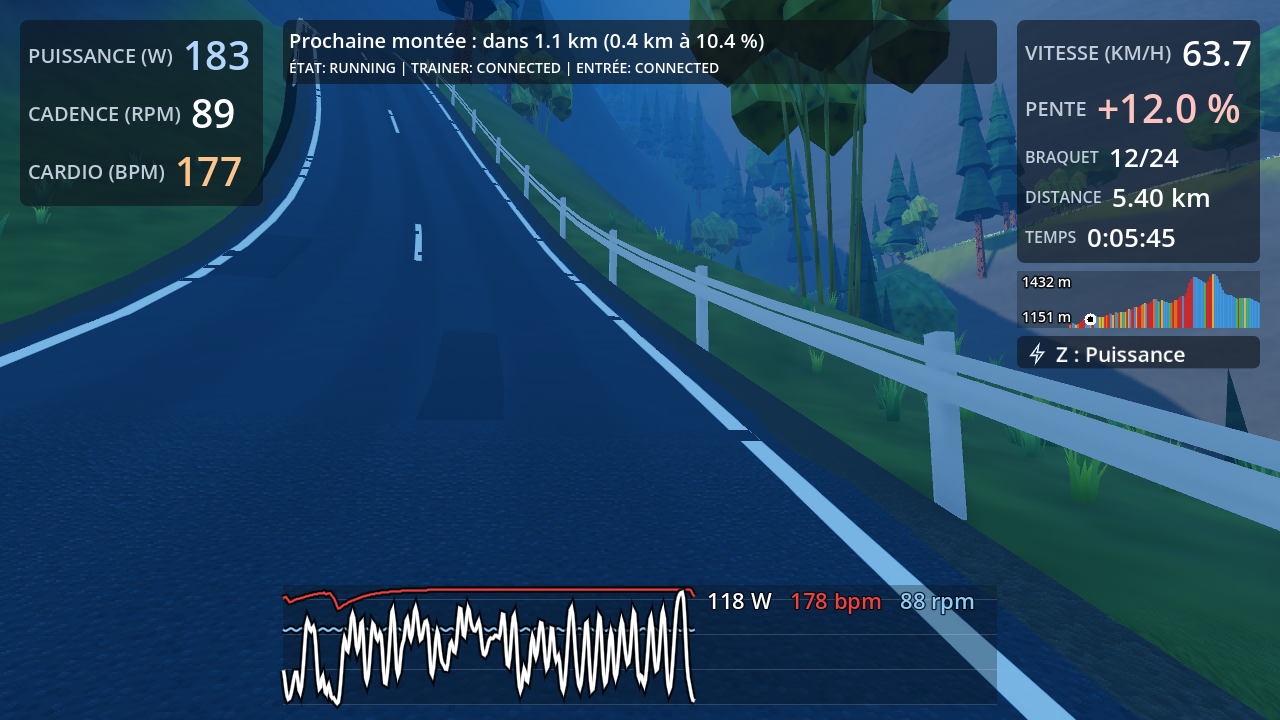 PUISSANCE (W) 183
CADENCE (RPM) 89
CARDIO (BPM) 177
Prochaine montée : dans 1.1 km (0.4 km à 10.4 %)
ÉTAT: RUNNING | TRAINER: CONNECTED | ENTRÉE: CONNECTED
VITESSE (KM/H) 63.7
PENTE +12.0 %
BRAQUET 12/24
DISTANCE 5.40 km
TEMPS 0:05:45
1432 m
1151 m
Z : Puissance
118 W 178 bpm 88 rpm